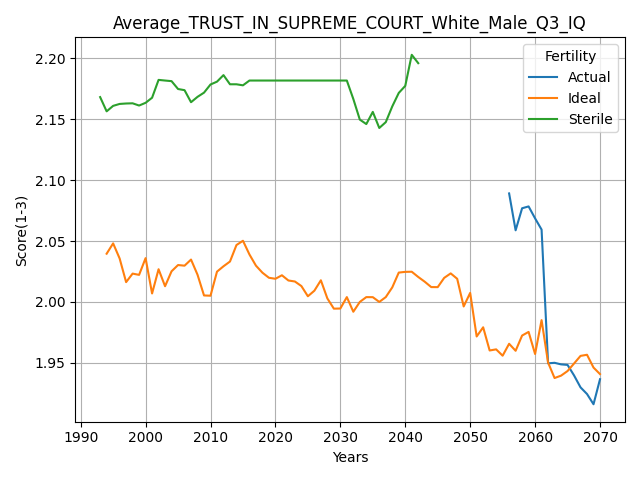 Average_TRUST_IN_SUPREME_COURT_White_Male_Q3_IQ
Fertility
Actual
Ideal
Sterile
Score(1-3)
2.20
2.15
2.10
2.05
2.00
1.95
1990 2000 2010 2020 2030 2040 2050 2060 2070
Years